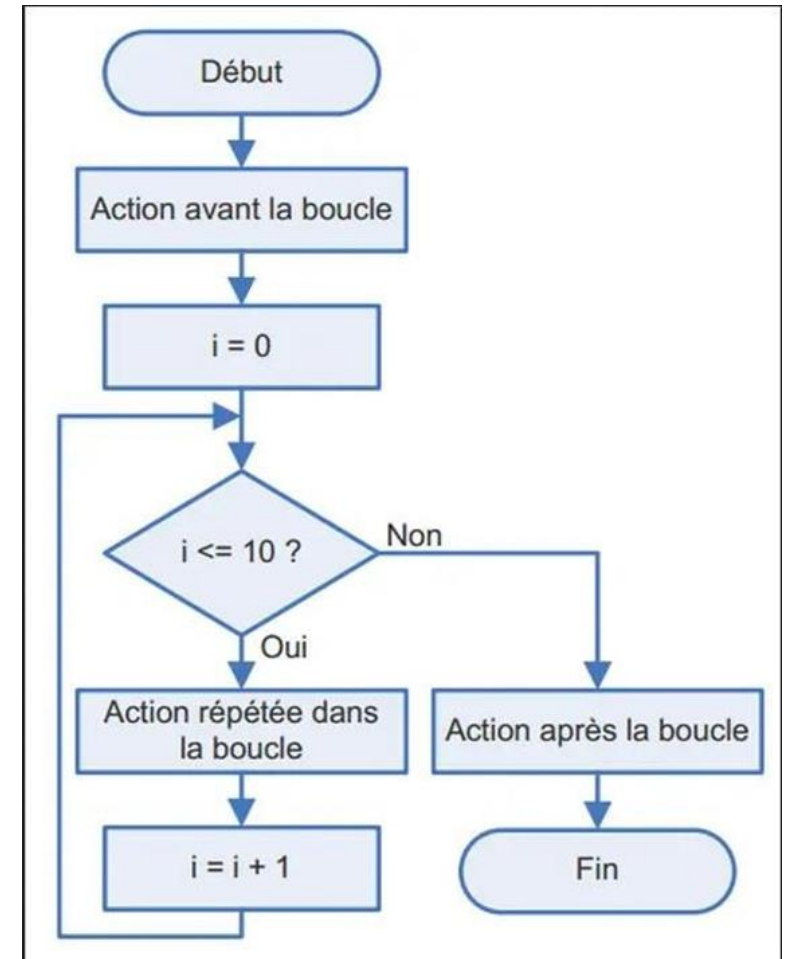 Début
Action avant la boucle
i = 0
i <= 10 ?
Non
Oui
Action répétée dans
la boucle
Action après la boucle
i = i + 1
Fin